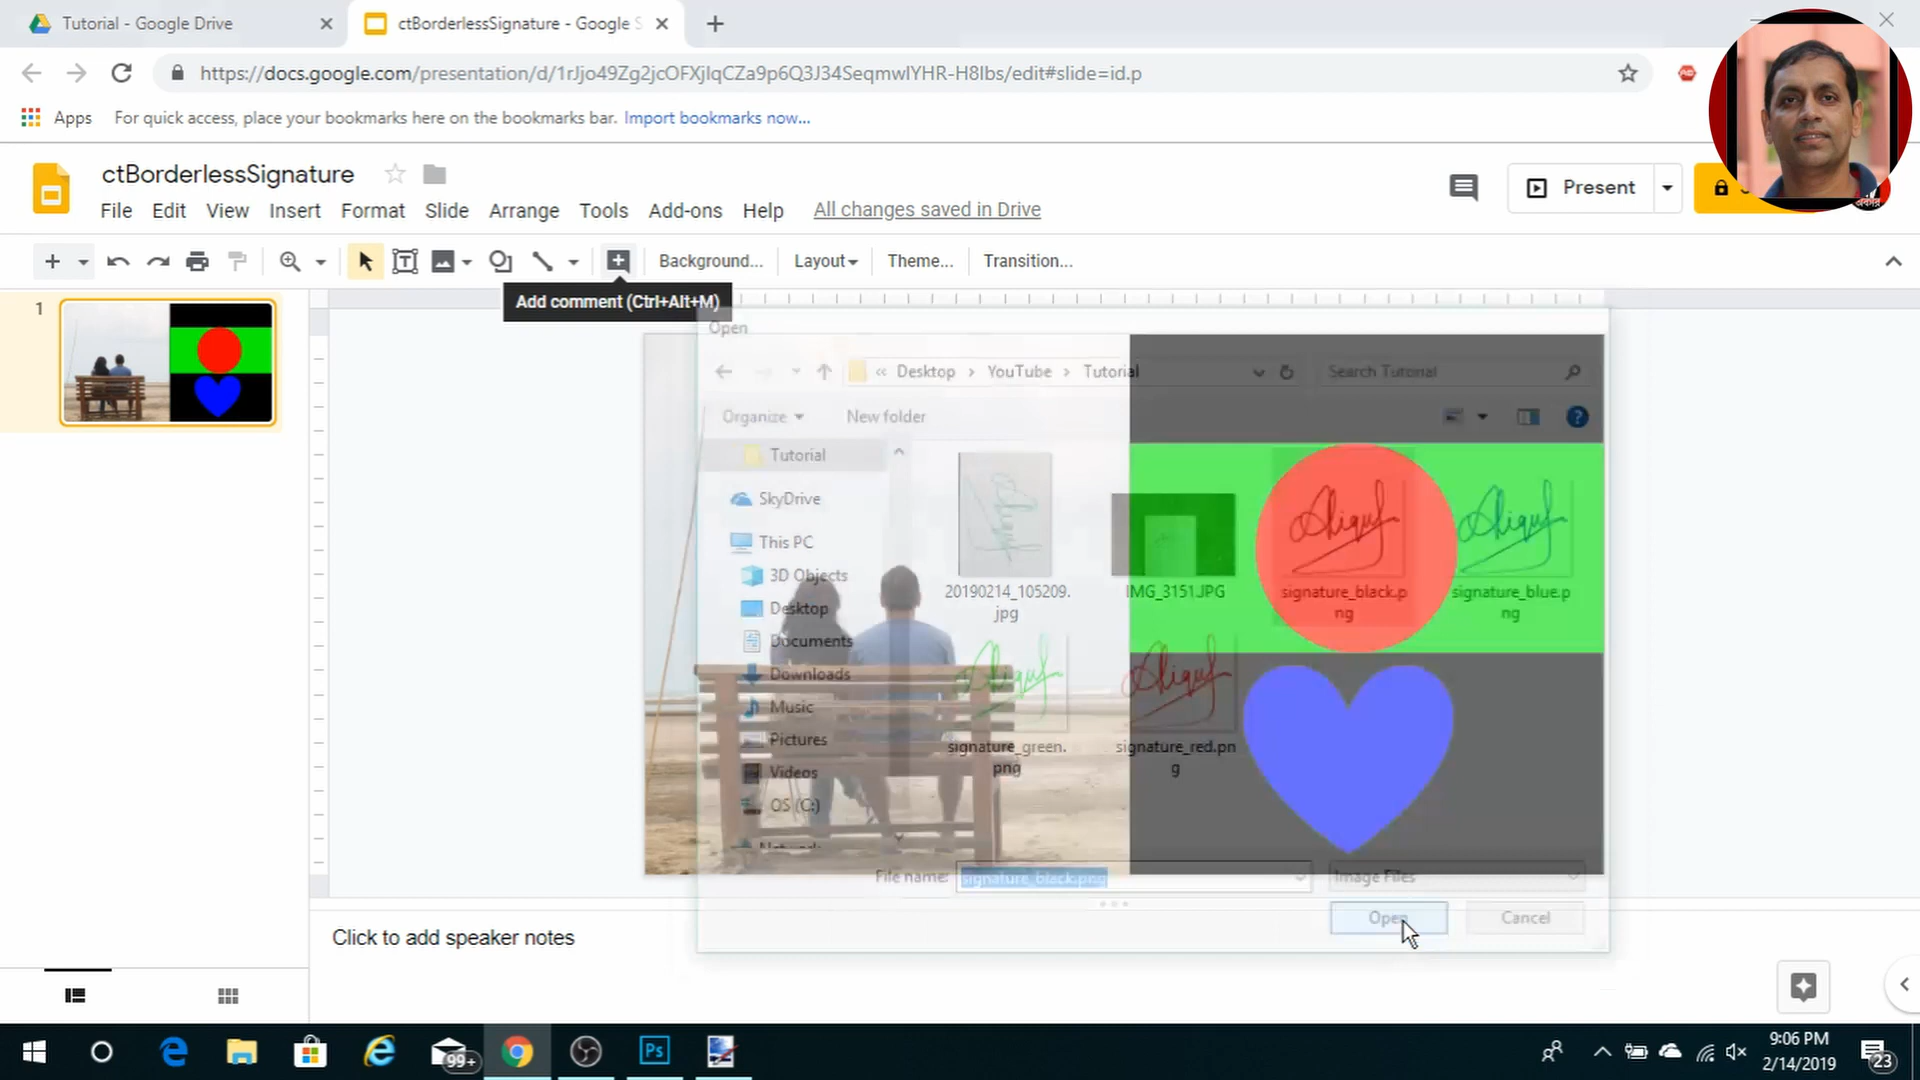 Tutorial - Google Drive
ctBorderlessSignature - Google S
https://docs.google.com/presentation/d/1rJjo49Zg2jcOFXjIqCZa9p6Q3J34SeqmwIYHR-H8Ibs/edit#slide=id.p
Apps
For quick access, place your bookmarks here on the bookmarks bar. Import bookmarks now...
ctBorderlessSignature
Present
File Edit View Insert Format Slide Arrange Tools Add-ons Help All changes saved in Drive
Background... Layout Theme... Transition...
Add comment (Ctrl+Alt+M)
1
Open
« Desktop › YouTube › Tutorial
Search Tutorial
Organize
New folder
Tutorial
SkyDrive
This PC
3D Objects
Desktop
Documents
Downloads
Music
Pictures
Videos
OS (C:)
Network
20190214_105209.
jpg
IMG_3151.JPG
signature_black.p
ng
signature_blue.p
ng
signature_green.
png
signature_red.pn
g
File name: signature_black.png
Image Files
Open
Cancel
Click to add speaker notes
99+
Ps
9:06 PM
2/14/2019
23